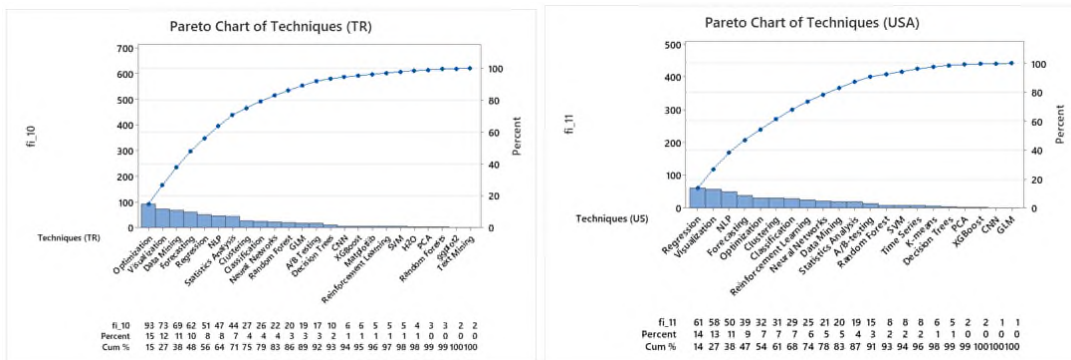 Pareto Chart of Techniques (TR)
700
600
500
400
300
200
100
0
fi_10
100
80
60
40
20
0
Percent
Techniques (TR)
Optimization
Visualization
Data Mining
Forecasting
Regression
NLP
Statistics Analysis
Clustering
Classification
Neural Networks
Random Forest
GLM
A/B Testing
Decision Trees
CNN
XGBoost
Matplotlib
Reinforcement Learning
SVM
H2O
PCA
Random Forests
ggplot2
Text Mining
fi_10 93 73 69 62 51 47 44 27 26 22 20 19 17 10 6 6 5 5 5 4 3 3 2 2
Percent 15 12 11 10 8 8 7 4 4 4 3 3 3 2 1 1 1 1 1 1 0 0 0 0
Cum % 15 27 38 48 56 64 71 75 79 83 86 89 92 93 94 95 96 97 98 98 99 99 100 100
Pareto Chart of Techniques (USA)
500
400
300
200
100
0
fi_11
100
80
60
40
20
0
Percent
Techniques (US)
Regression
Visualization
NLP
Forecasting
Optimization
Clustering
Classification
Reinforcement Learning
Neural Networks
Data Mining
Statistics Analysis
A/B-testing
Random Forest
SVM
Time Series
K-means
Decision Trees
PCA
XGBoost
CNN
GLM
fi_11 61 58 50 39 32 31 29 25 21 20 19 15 8 8 8 6 5 2 2 1 1
Percent 14 13 11 9 7 7 7 6 5 5 4 3 2 2 2 1 1 0 0 0 0
Cum % 14 27 38 47 54 61 68 74 78 83 87 91 93 94 96 98 99 99 100 100 100